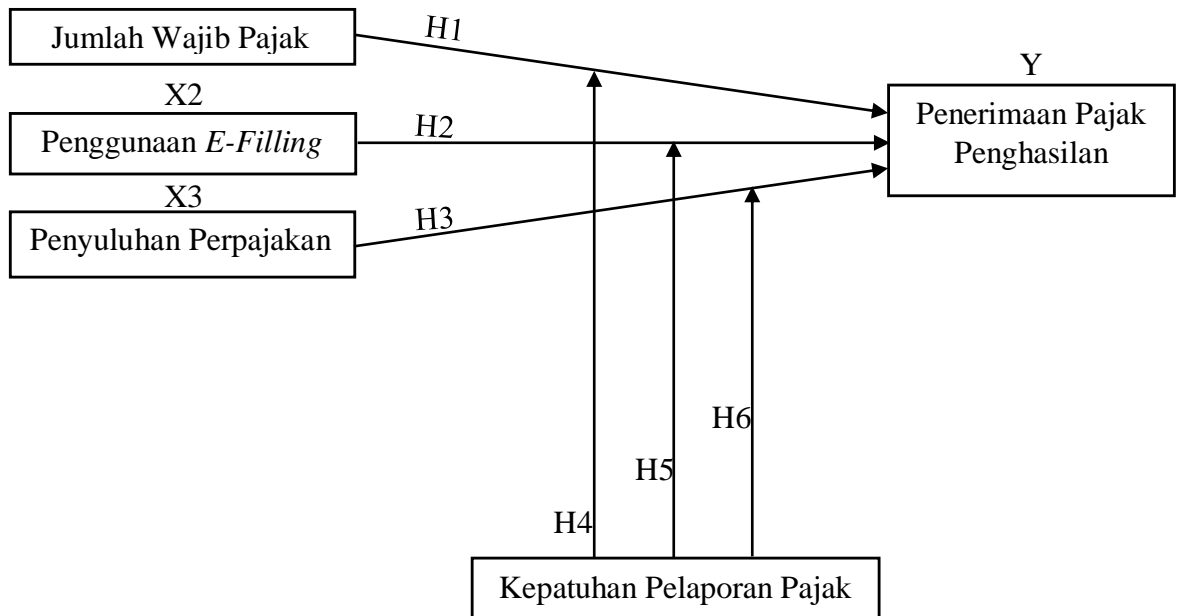 Jumlah Wajib Pajak
H1
X2
Penggunaan E-Filling
H2
X3
Penyuluhan Perpajakan
H3
Y
Penerimaan Pajak
Penghasilan
H6
H5
H4
Kepatuhan Pelaporan Pajak